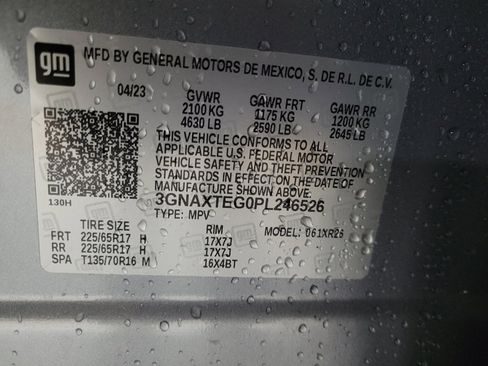 gm
MFD BY GENERAL MOTORS DE MEXICO, S. DE R.L. DE C.V.
04/23 GVWR GAWR FRT GAWR RR
2100 KG 1175 KG 1200 KG
4630 LB 2590 LB 2645 LB
THIS VEHICLE CONFORMS TO ALL
APPLICABLE U.S. FEDERAL MOTOR
VEHICLE SAFETY AND THEFT PREVENTION
STANDARDS IN EFFECT ON THE DATE OF
MANUFACTURE SHOWN ABOVE.
130H
3GNAXTEG0PL246526
TYPE: MPV MODEL: 061XR26
TIRE SIZE RIM
FRT 225/65R17 H 17X7J
RR 225/65R17 H 17X7J
SPA T135/70R16 M 16X4BT